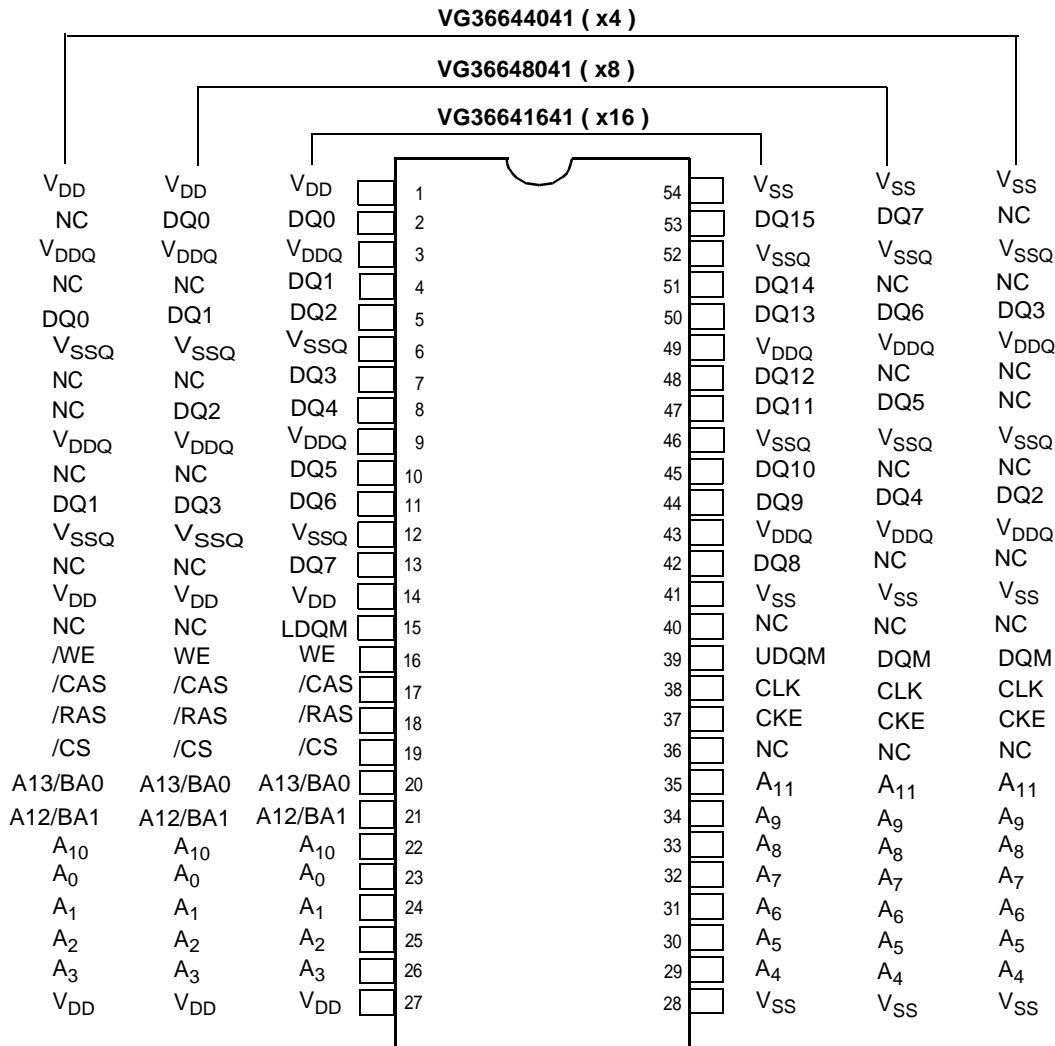 VG36644041 ( x4 )
VG36648041 ( x8 )
VG36641641 ( x16 )
VDD VDD VDD 1 54 VSS VSS VSS
NC DQ0 DQ0 2 53 DQ15 DQ7 NC
VDDQ VDDQ VDDQ 3 52 VSSQ VSSQ VSSQ
NC NC DQ1 4 51 DQ14 NC NC
DQ0 DQ1 DQ2 5 50 DQ13 DQ6 DQ3
VSSQ VSSQ VSSQ 6 49 VDDQ VDDQ VDDQ
NC NC DQ3 7 48 DQ12 NC NC
NC DQ2 DQ4 8 47 DQ11 DQ5 NC
VDDQ VDDQ VDDQ 9 46 VSSQ VSSQ VSSQ
NC NC DQ5 10 45 DQ10 NC NC
DQ1 DQ3 DQ6 11 44 DQ9 DQ4 DQ2
VSSQ VSSQ VSSQ 12 43 VDDQ VDDQ VDDQ
NC NC DQ7 13 42 DQ8 NC NC
VDD VDD VDD 14 41 VSS VSS VSS
NC NC LDQM 15 40 NC NC NC
/WE WE WE 16 39 UDQM DQM DQM
/CAS /CAS /CAS 17 38 CLK CLK CLK
/RAS /RAS /RAS 18 37 CKE CKE CKE
/CS /CS /CS 19 36 NC NC NC
A13/BA0 A13/BA0 A13/BA0 20 35 A11 A11 A11
A12/BA1 A12/BA1 A12/BA1 21 34 A9 A9 A9
A10 A10 A10 22 33 A8 A8 A8
A0 A0 A0 23 32 A7 A7 A7
A1 A1 A1 24 31 A6 A6 A6
A2 A2 A2 25 30 A5 A5 A5
A3 A3 A3 26 29 A4 A4 A4
VDD VDD VDD 27 28 VSS VSS VSS